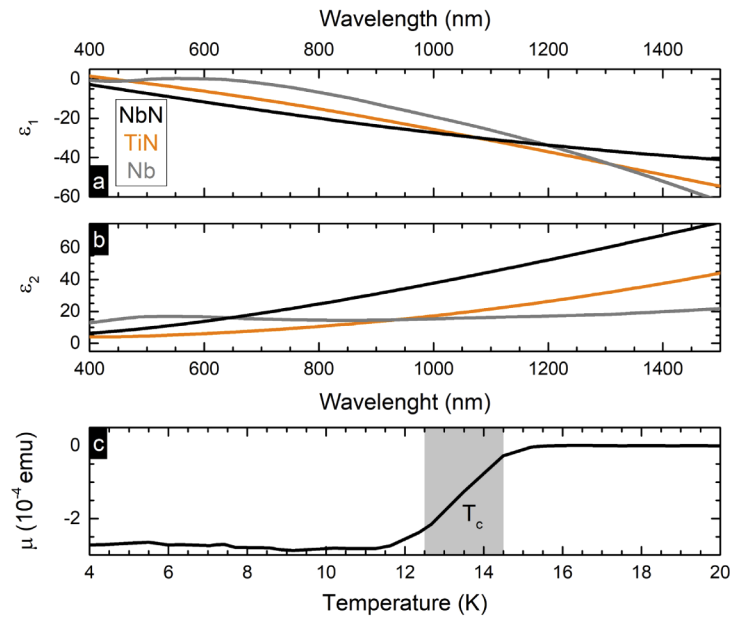 Wavelength (nm)
400 600 800 1000 1200 1400
0
-20
-40
-60
ε1
NbN
TiN
Nb
a
b
60
40
20
0
ε2
400 600 800 1000 1200 1400
Wavelenght (nm)
c
0
-2
μ (10-4 emu)
Tc
4 6 8 10 12 14 16 18 20
Temperature (K)